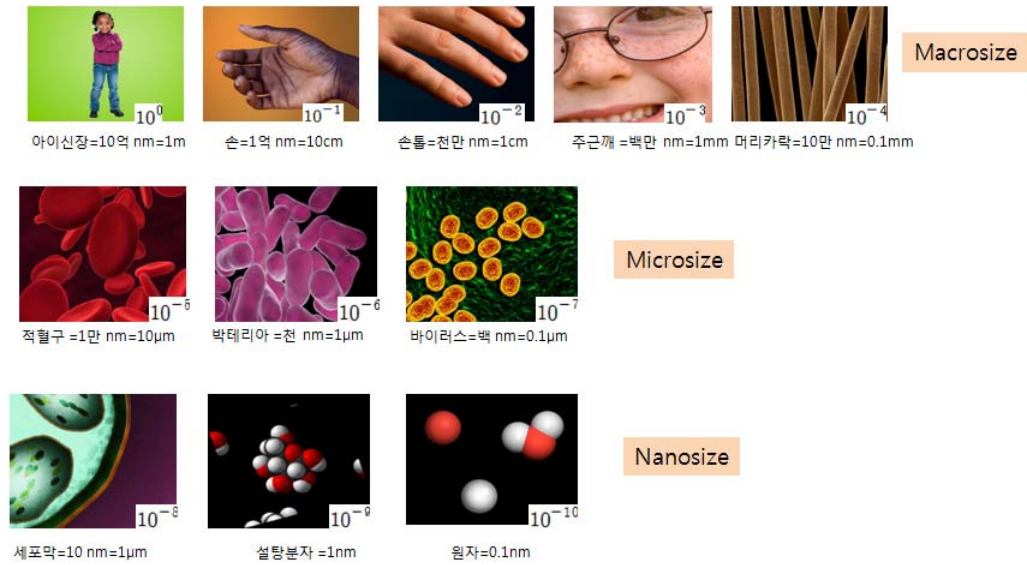 10⁰
10⁻¹
10⁻²
10⁻³
10⁻⁴
Macrosize
아이신장=10억 nm=1m
손=1억 nm=10cm
손톱=천만 nm=1cm
주근깨 =백만 nm=1mm
머리카락=10만 nm=0.1mm
10⁻⁵
10⁻⁶
10⁻⁷
Microsize
적혈구 =1만 nm=10μm
박테리아 =천 nm=1μm
바이러스=백 nm=0.1μm
10⁻⁸
10⁻⁹
10⁻¹⁰
Nanosize
세포막=10 nm=1μm
설탕분자 =1nm
원자=0.1nm